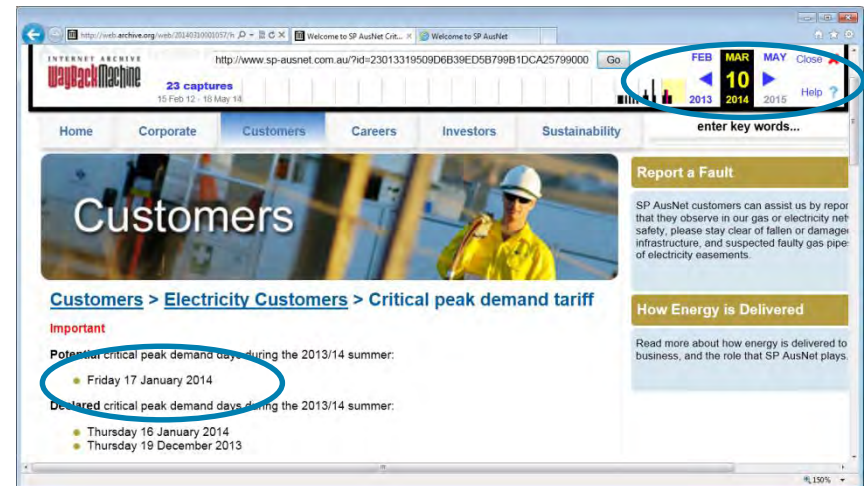 http://web.archive.org/web/20140310001057/h
Welcome to SP AusNet Crit...
Welcome to SP AusNet
INTERNET ARCHIVE
WayBackMachine
http://www.sp-ausnet.com.au/?id=23013319509D6B39ED5B799B1DCA25799000
Go
FEB MAR MAY
Close
23 captures
10
15 Feb 12 - 18 May 14
2013 2014 2015
Help ?
Home Corporate Customers Careers Investors Sustainability
enter key words...
Customers
Report a Fault
SP AusNet customers can assist us by repor
that they observe in our gas or electricity net
safety, please stay clear of fallen or damaged
infrastructure, and suspected faulty gas pipe
of electricity easements.
Customers > Electricity Customers > Critical peak demand tariff
Important
Potential critical peak demand days during the 2013/14 summer:
Friday 17 January 2014
Declared critical peak demand days during the 2013/14 summer:
Thursday 16 January 2014
Thursday 19 December 2013
How Energy is Delivered
Read more about how energy is delivered to
business, and the role that SP AusNet plays.
150%